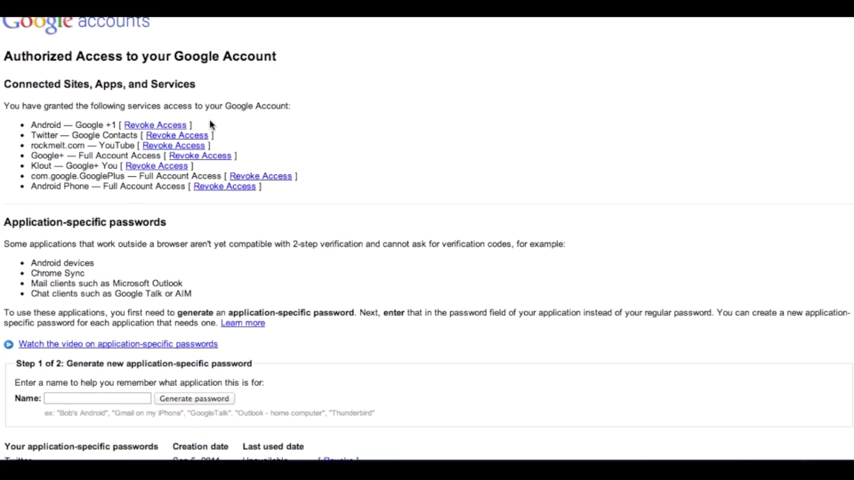 Google accounts
Authorized Access to your Google Account
Connected Sites, Apps, and Services
You have granted the following services access to your Google Account:
• Android — Google +1 [ Revoke Access ]
• Twitter — Google Contacts [ Revoke Access ]
• rockmelt.com — YouTube [ Revoke Access ]
• Google+ — Full Account Access [ Revoke Access ]
• Klout — Google+ You [ Revoke Access ]
• com.google.GooglePlus — Full Account Access [ Revoke Access ]
• Android Phone — Full Account Access [ Revoke Access ]
Application-specific passwords
Some applications that work outside a browser aren't yet compatible with 2-step verification and cannot ask for verification codes, for example:
• Android devices
• Chrome Sync
• Mail clients such as Microsoft Outlook
• Chat clients such as Google Talk or AIM
To use these applications, you first need to generate an application-specific password. Next, enter that in the password field of your application instead of your regular password. You can create a new application-
specific password for each application that needs one. Learn more
Watch the video on application-specific passwords
Step 1 of 2: Generate new application-specific password
Enter a name to help you remember what application this is for:
Name: Generate password
ex: "Bob's Android", "Gmail on my iPhone", "GoogleTalk", "Outlook - home computer", "Thunderbird"
Your application-specific passwords Creation date Last used date